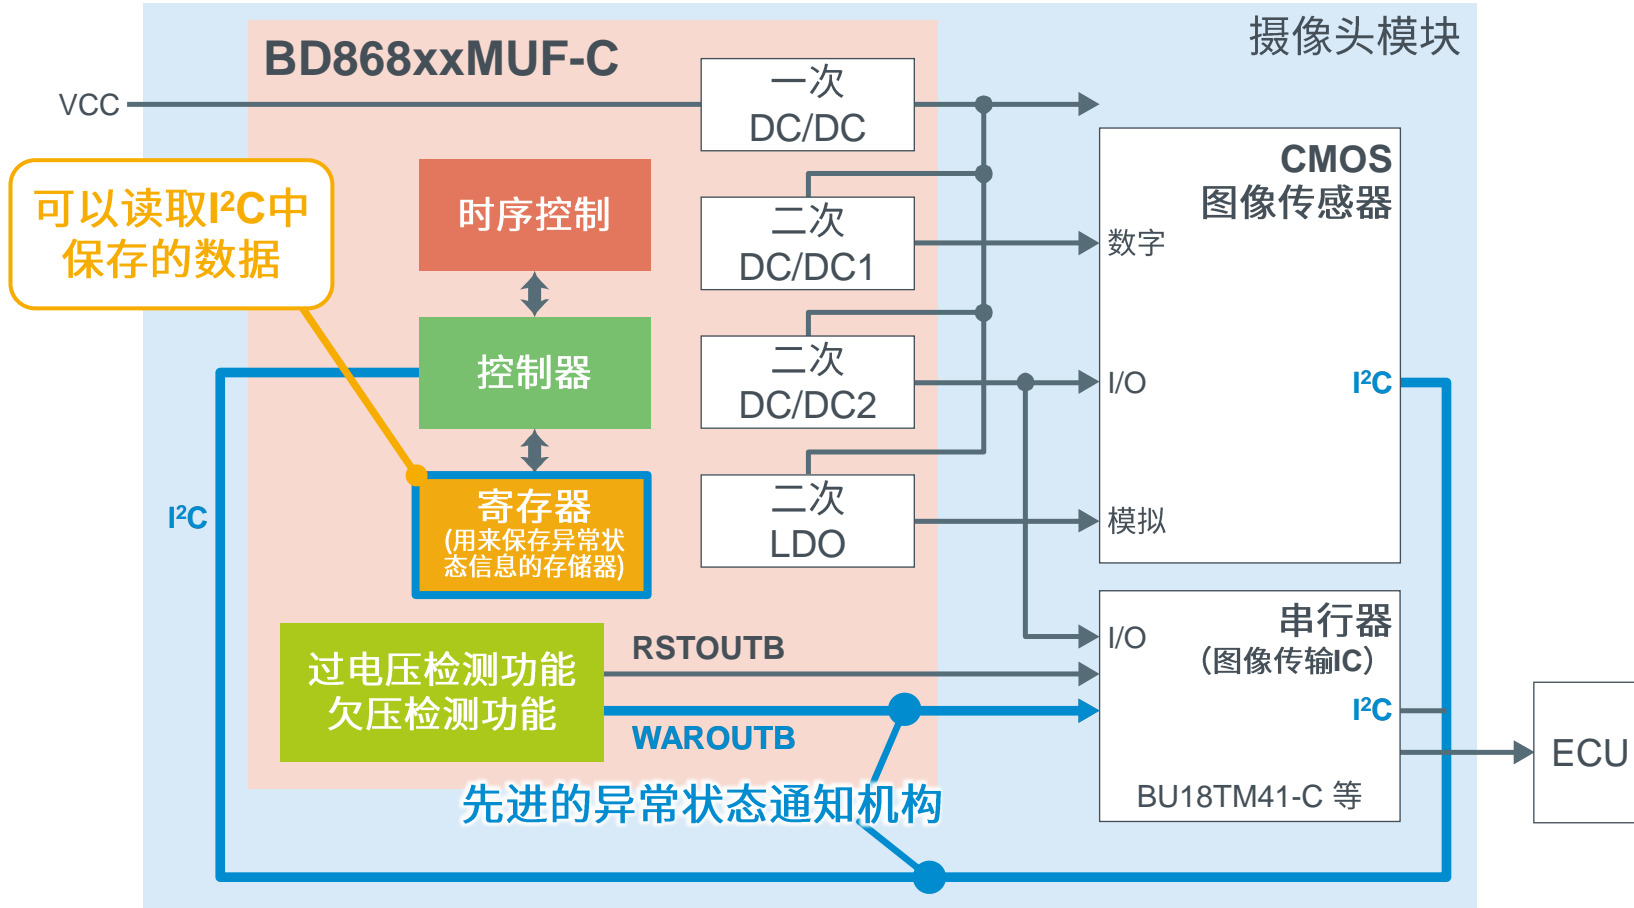 摄像头模块
BD868xxMUF-C
VCC
一次
DC/DC
CMOS
图像传感器
可以读取I²C中
保存的数据
时序控制
二次
DC/DC1
数字
控制器
二次
DC/DC2
I/O
I²C
I²C
寄存器
(用来保存异常状
态信息的存储器)
二次
LDO
模拟
串行器
（图像传输IC）
I/O
过电压检测功能
欠压检测功能
RSTOUTB
WAROUTB
I²C
ECU
先进的异常状态通知机构
BU18TM41-C 等